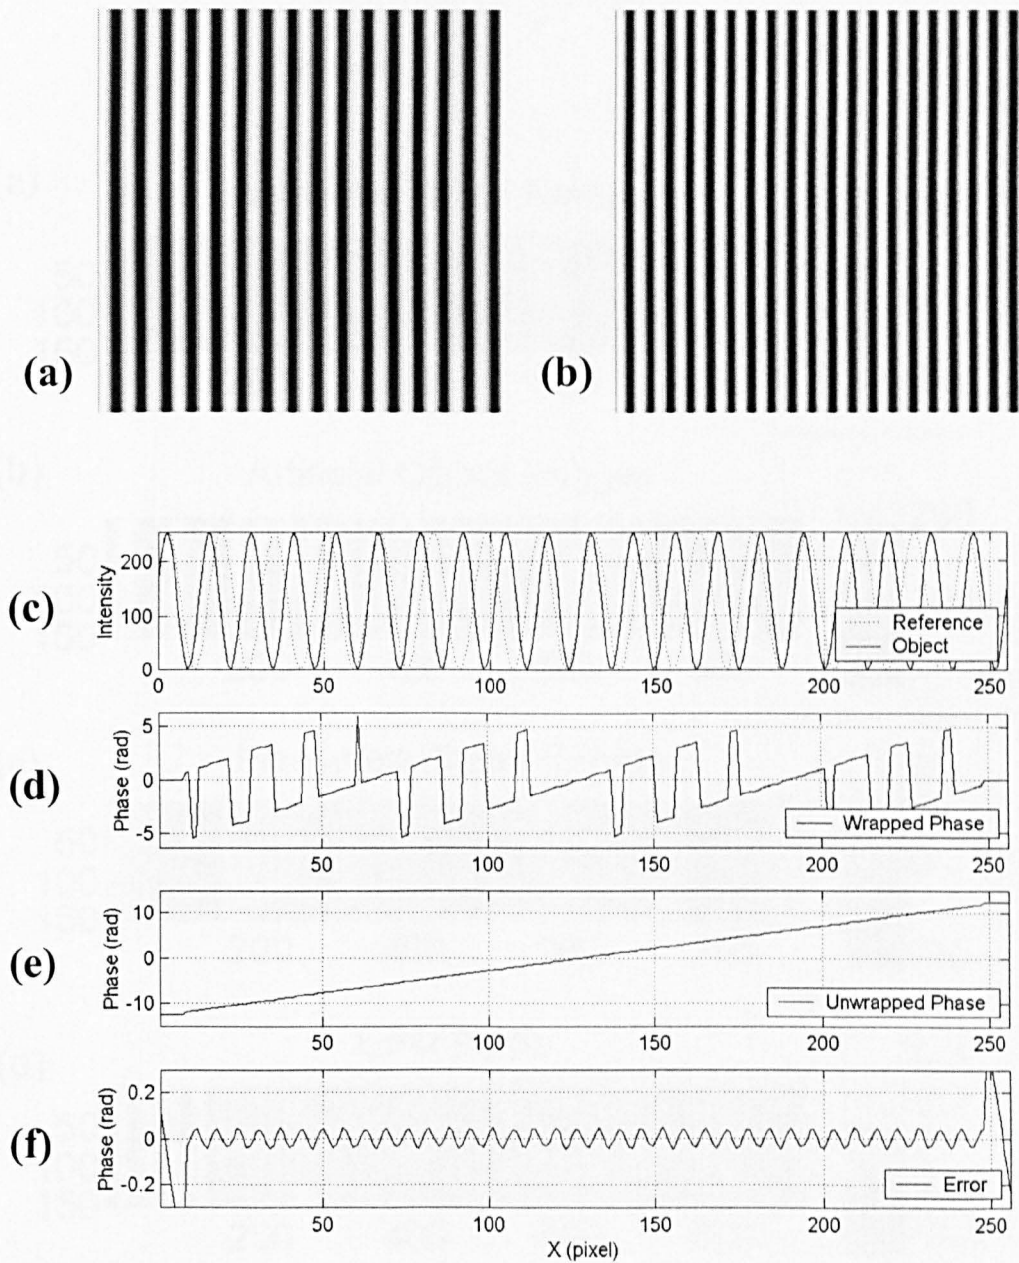 (a)
(b)
(c)
Intensity
200
100
0
Reference
Object
0 50 100 150 200 250
(d)
Phase (rad)
5
0
-5
Wrapped Phase
50 100 150 200 250
(e)
Phase (rad)
10
0
-10
Unwrapped Phase
50 100 150 200 250
(f)
Phase (rad)
0.2
0
-0.2
Error
50 100 150 200 250
X (pixel)